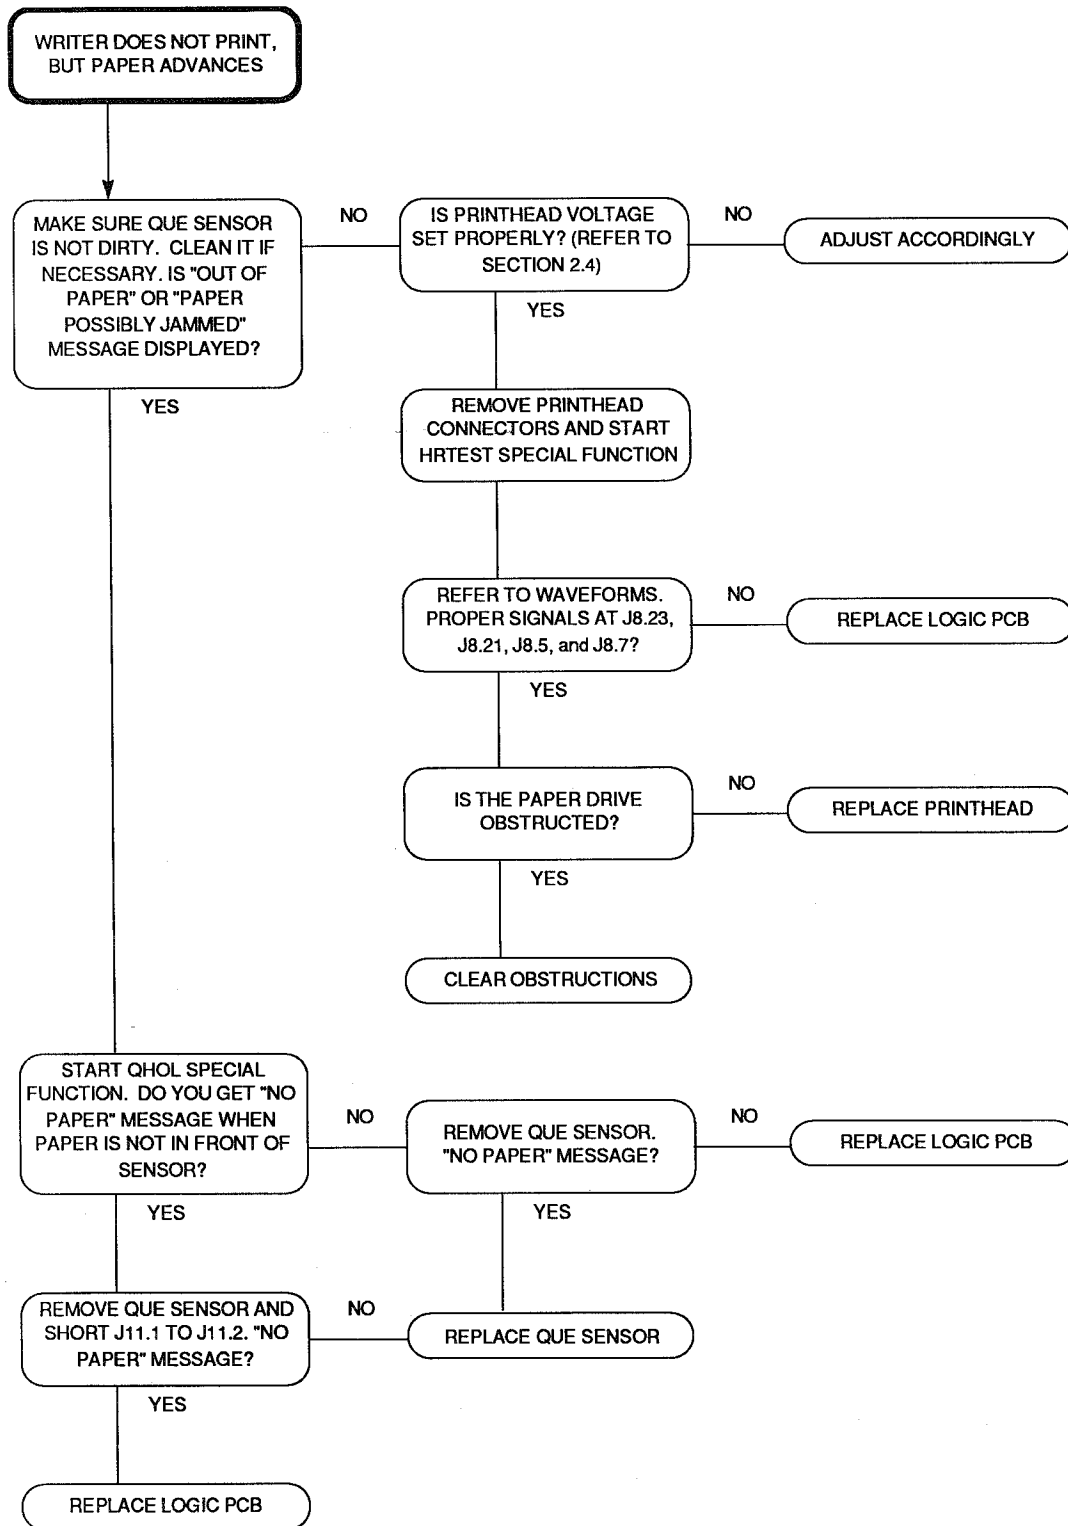 WRITER DOES NOT PRINT,
BUT PAPER ADVANCES
MAKE SURE QUE SENSOR
IS NOT DIRTY. CLEAN IT IF
NECESSARY. IS "OUT OF
PAPER" OR "PAPER
POSSIBLY JAMMED"
MESSAGE DISPLAYED?
NO
IS PRINTHEAD VOLTAGE
SET PROPERLY? (REFER TO
SECTION 2.4)
NO
ADJUST ACCORDINGLY
YES
YES
REMOVE PRINTHEAD
CONNECTORS AND START
HRTEST SPECIAL FUNCTION
REFER TO WAVEFORMS.
PROPER SIGNALS AT J8.23,
J8.21, J8.5, and J8.7?
NO
REPLACE LOGIC PCB
YES
IS THE PAPER DRIVE
OBSTRUCTED?
NO
REPLACE PRINTHEAD
YES
CLEAR OBSTRUCTIONS
START QHOL SPECIAL
FUNCTION. DO YOU GET "NO
PAPER" MESSAGE WHEN
PAPER IS NOT IN FRONT OF
SENSOR?
NO
REMOVE QUE SENSOR.
"NO PAPER" MESSAGE?
NO
REPLACE LOGIC PCB
YES
YES
REMOVE QUE SENSOR AND
SHORT J11.1 TO J11.2. "NO
PAPER" MESSAGE?
NO
REPLACE QUE SENSOR
YES
REPLACE LOGIC PCB